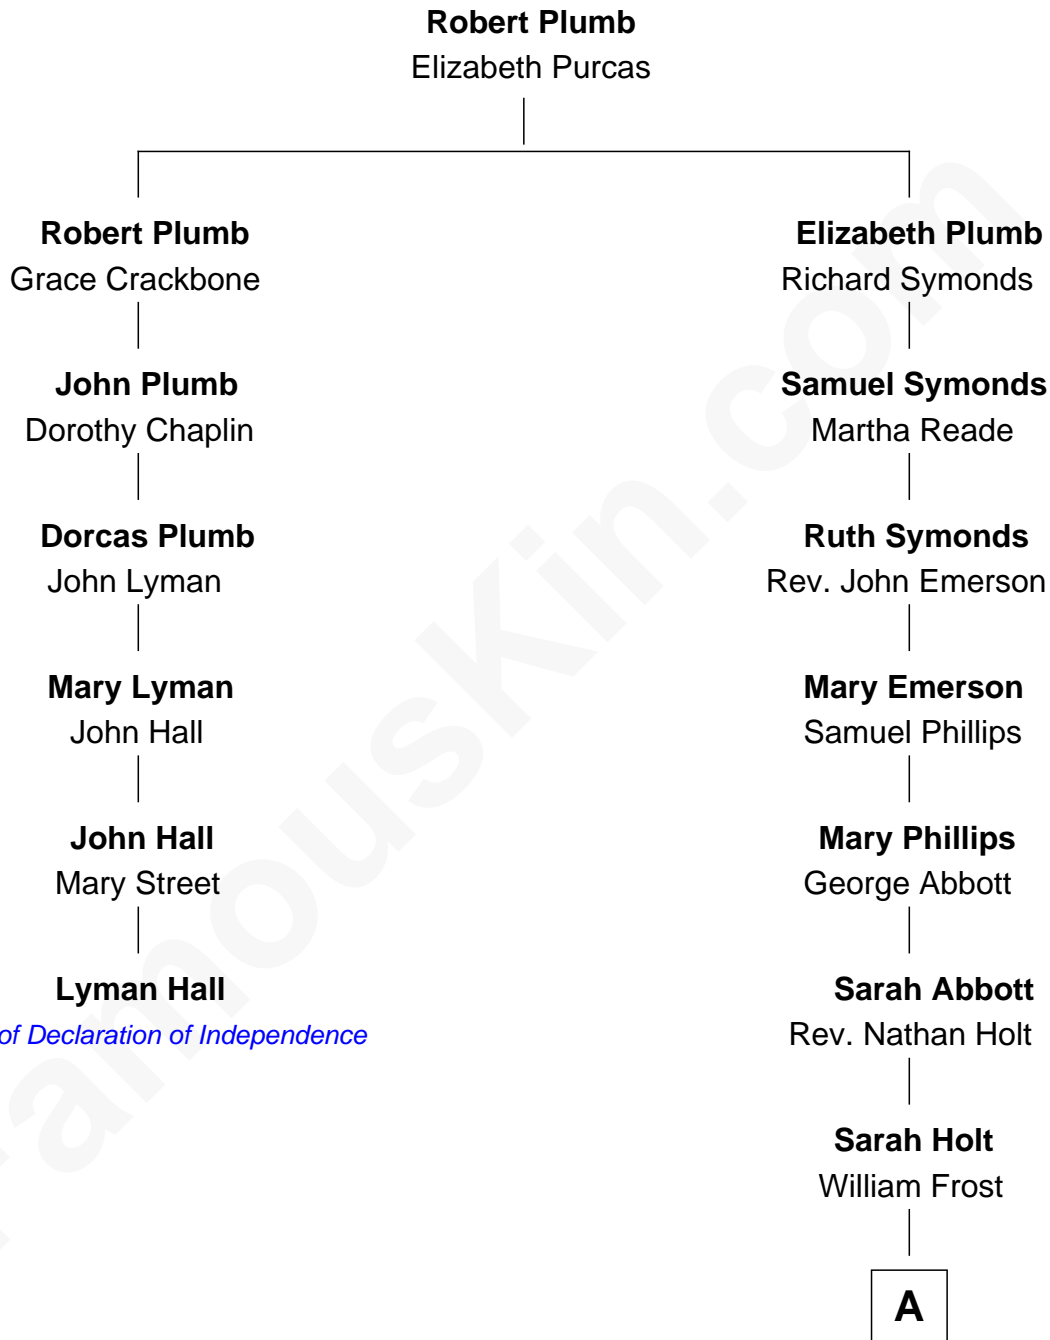 Robert Plumb
Elizabeth Purcas
Robert Plumb
Grace Crackbone
John Plumb
Dorothy Chaplin
Dorcas Plumb
John Lyman
Mary Lyman
John Hall
John Hall
Mary Street
Lyman Hall
of Declaration of Independence
Elizabeth Plumb
Richard Symonds
Samuel Symonds
Martha Reade
Ruth Symonds
Rev. John Emerson
Mary Emerson
Samuel Phillips
Mary Phillips
George Abbott
Sarah Abbott
Rev. Nathan Holt
Sarah Holt
William Frost
A
FamousKin.com